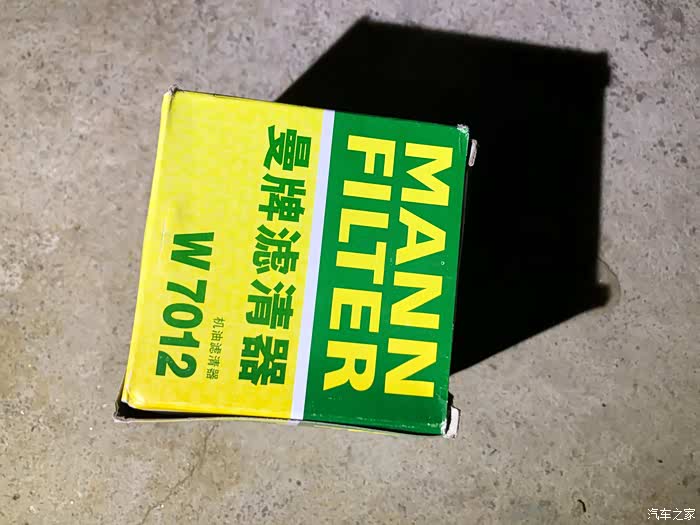 MANN
FILTER
曼牌滤清器
机油滤清器
W 7012
汽车之家